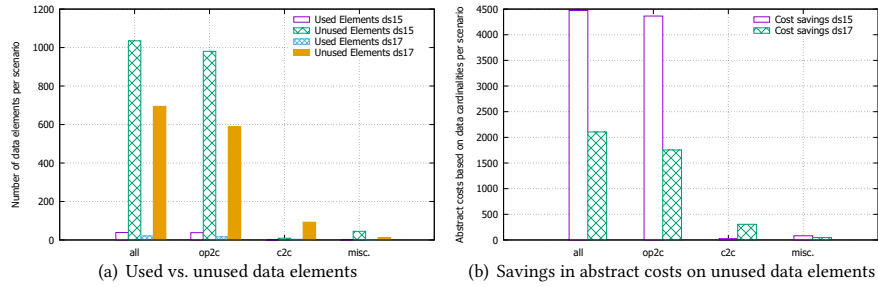 Number of data elements per scenario
1200
1000
800
600
400
200
0
Used Elements ds15
Unused Elements ds15
Used Elements ds17
Unused Elements ds17
all
op2c
c2c
misc.
(a) Used vs. unused data elements
Abstract costs based on data cardinalities per scenario
4500
4000
3500
3000
2500
2000
1500
1000
500
0
Cost savings ds15
Cost savings ds17
all
op2c
c2c
misc.
(b) Savings in abstract costs on unused data elements